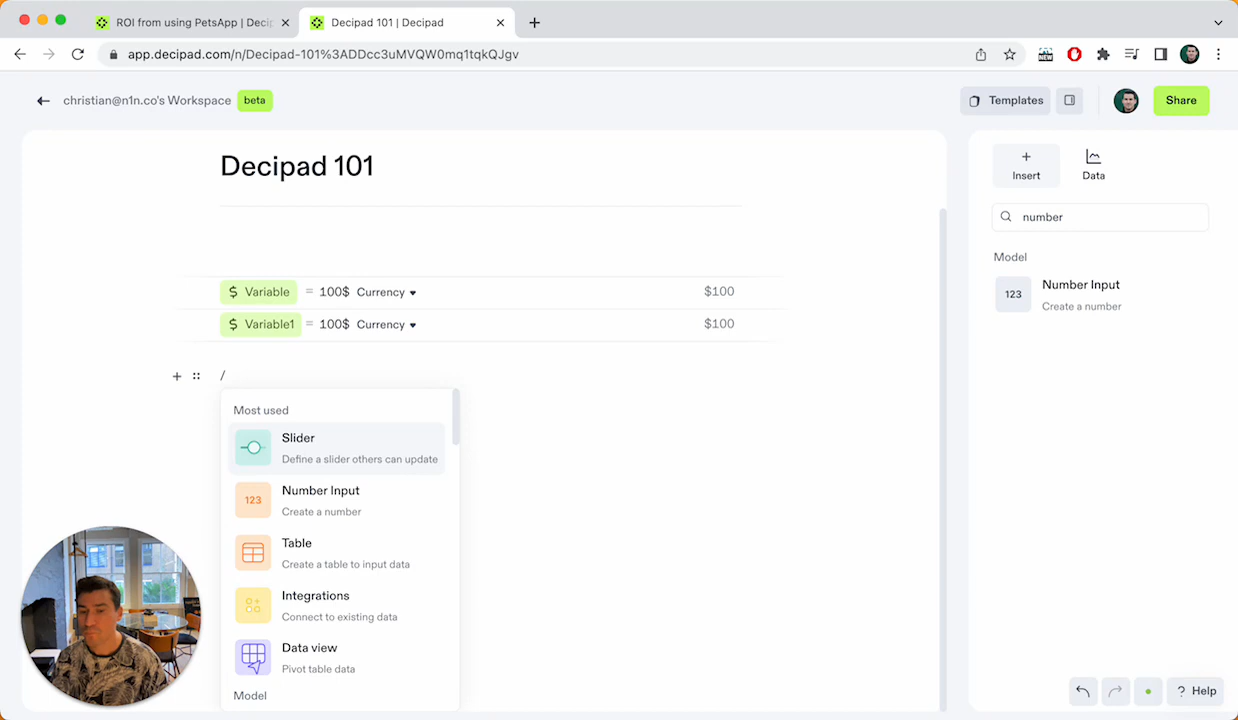 ROI from using PetsApp | Decip
Decipad 101 | Decipad
app.decipad.com/n/Decipad-101%3ADDcc3uMVQW0mq1tqkQJgv
NEW
christian@n1n.co's Workspace
beta
Templates
Share
Decipad 101
Insert
Data
number
Model
123
Number Input
Create a number
$ Variable = 100$ Currency $100
$ Variable1 = 100$ Currency $100
/
Most used
Slider
Define a slider others can update
123
Number Input
Create a number
Table
Create a table to input data
Integrations
Connect to existing data
Data view
Pivot table data
Model
? Help